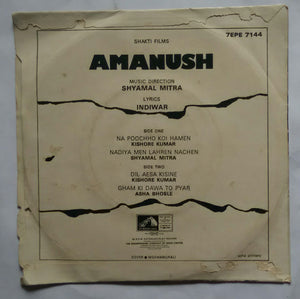 SHAKTI FILMS
7EPE 7144
AMANUSH
MUSIC DIRECTION
SHYAMAL MITRA
LYRICS
INDIWAR
SIDE ONE
NA POOCHHO KOI HAMEN
KISHORE KUMAR
NADIYA MEN LAHREN NACHEN
SHYAMAL MITRA
SIDE TWO
DIL AESA KISINE
KISHORE KUMAR
GHAM KI DAWA TO PYAR
ASHA BHOSLE